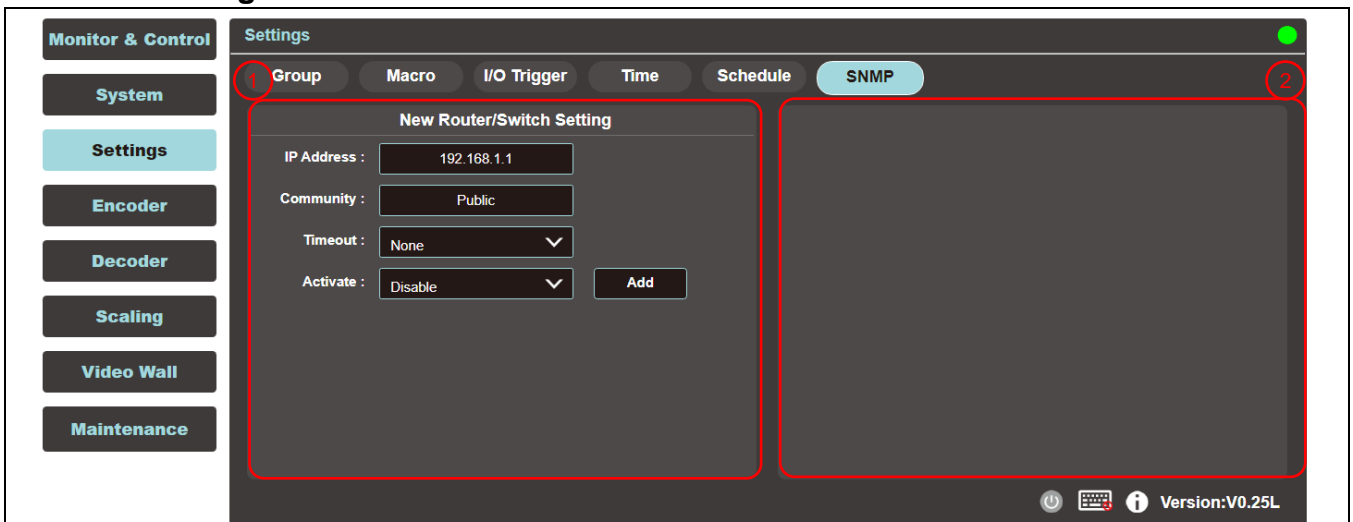 Monitor & Control
System
Settings
Encoder
Decoder
Scaling
Video Wall
Maintenance
Settings
1 Group Macro I/O Trigger Time Schedule SNMP 2
New Router/Switch Setting
IP Address : 192.168.1.1
Community : Public
Timeout : None
Activate : Disable Add
Version:V0.25L